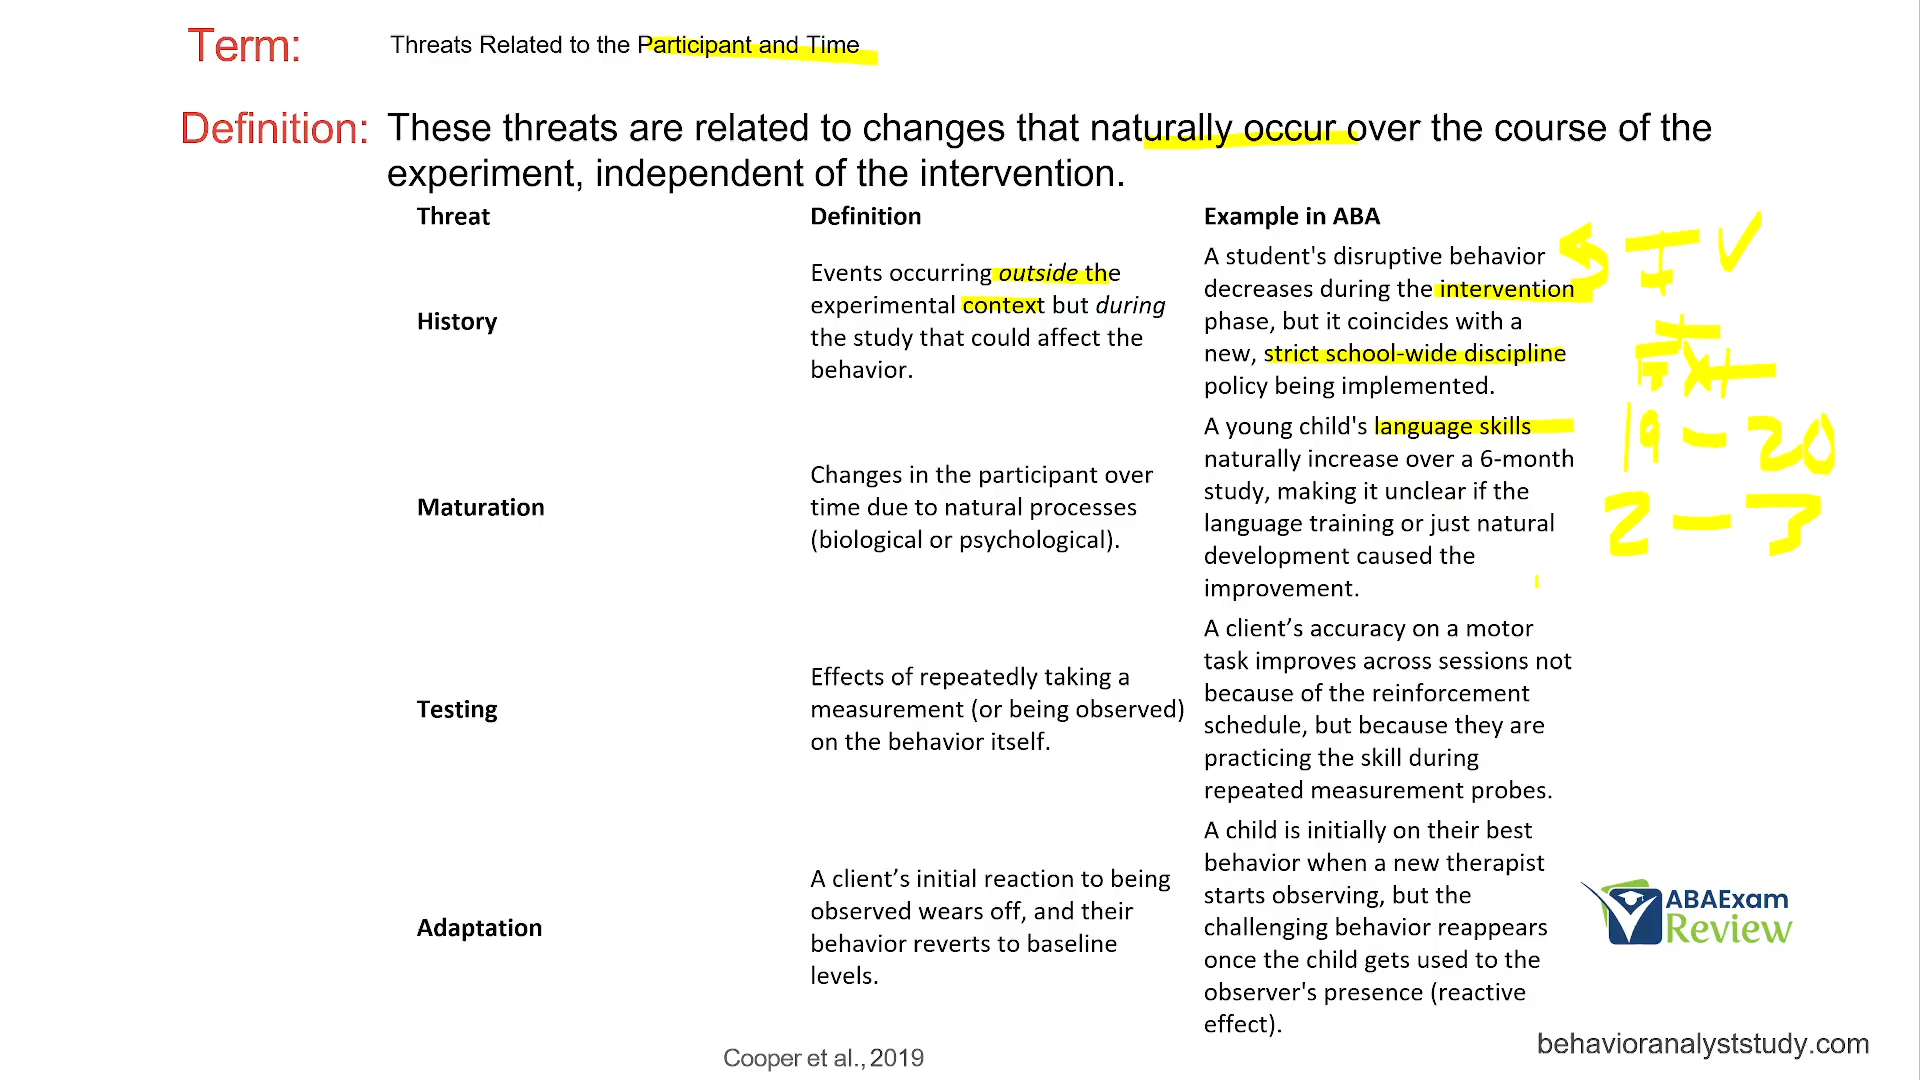 Term: Threats Related to the Participant and Time
Definition: These threats are related to changes that naturally occur over the course of the
experiment, independent of the intervention.
Threat Definition Example in ABA
History
Events occurring outside the
experimental context but during
the study that could affect the
behavior.
A student's disruptive behavior
decreases during the intervention
phase, but it coincides with a
new, strict school-wide discipline
policy being implemented.
Maturation
Changes in the participant over
time due to natural processes
(biological or psychological).
A young child's language skills
naturally increase over a 6-month
study, making it unclear if the
language training or just natural
development caused the
improvement.
Testing
Effects of repeatedly taking a
measurement (or being observed)
on the behavior itself.
A client’s accuracy on a motor
task improves across sessions not
because of the reinforcement
schedule, but because they are
practicing the skill during
repeated measurement probes.
Adaptation
A client’s initial reaction to being
observed wears off, and their
behavior reverts to baseline
levels.
A child is initially on their best
behavior when a new therapist
starts observing, but the
challenging behavior reappears
once the child gets used to the
observer's presence (reactive
effect).
IV
19 - 20
2 - 3
ABAExam
Review
Cooper et al., 2019
behavioranalyststudy.com